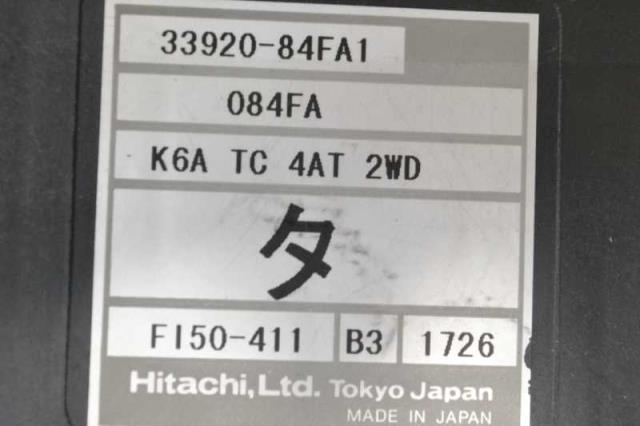 33920-84FA1
084FA
K6A TC 4AT 2WD
タ
FI50-411 B3 1726
Hitachi,Ltd. Tokyo Japan
MADE IN JAPAN